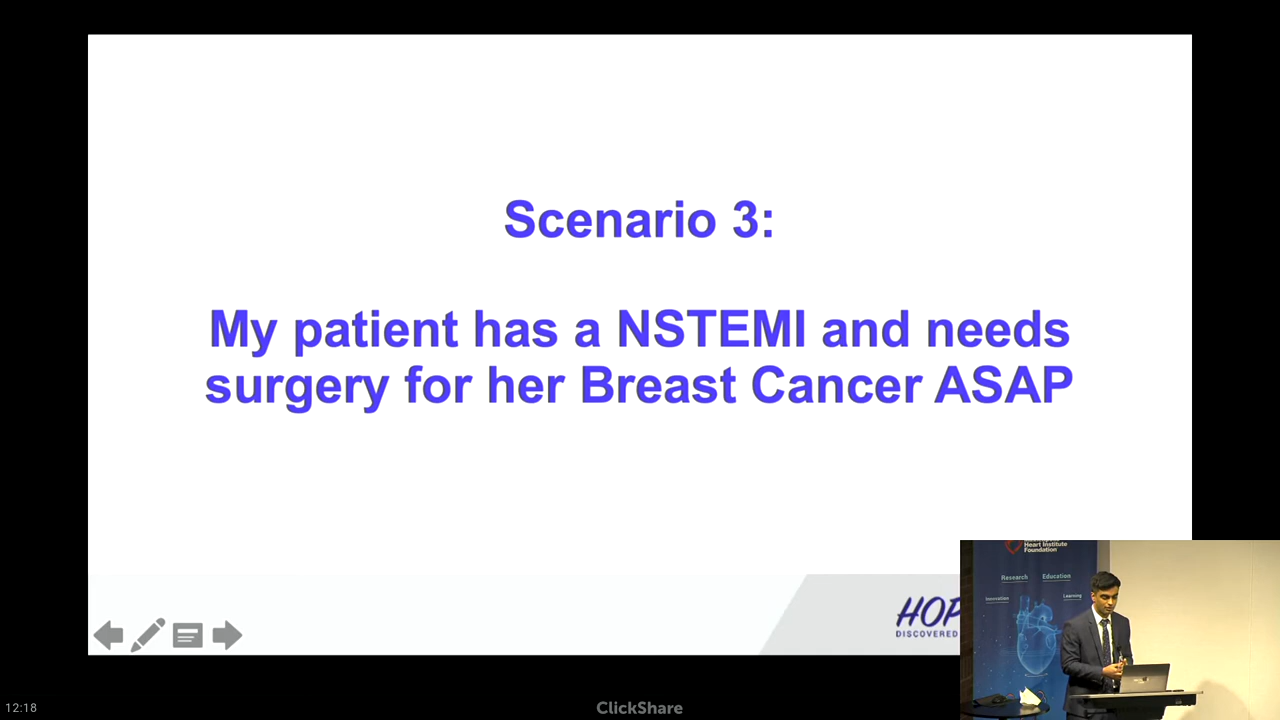 Scenario 3:
My patient has a NSTEMI and needs
surgery for her Breast Cancer ASAP
HOP
DISCOVERED
Heart Institute
Foundation
Research
Education
Innovation
Learning
12:18
ClickShare